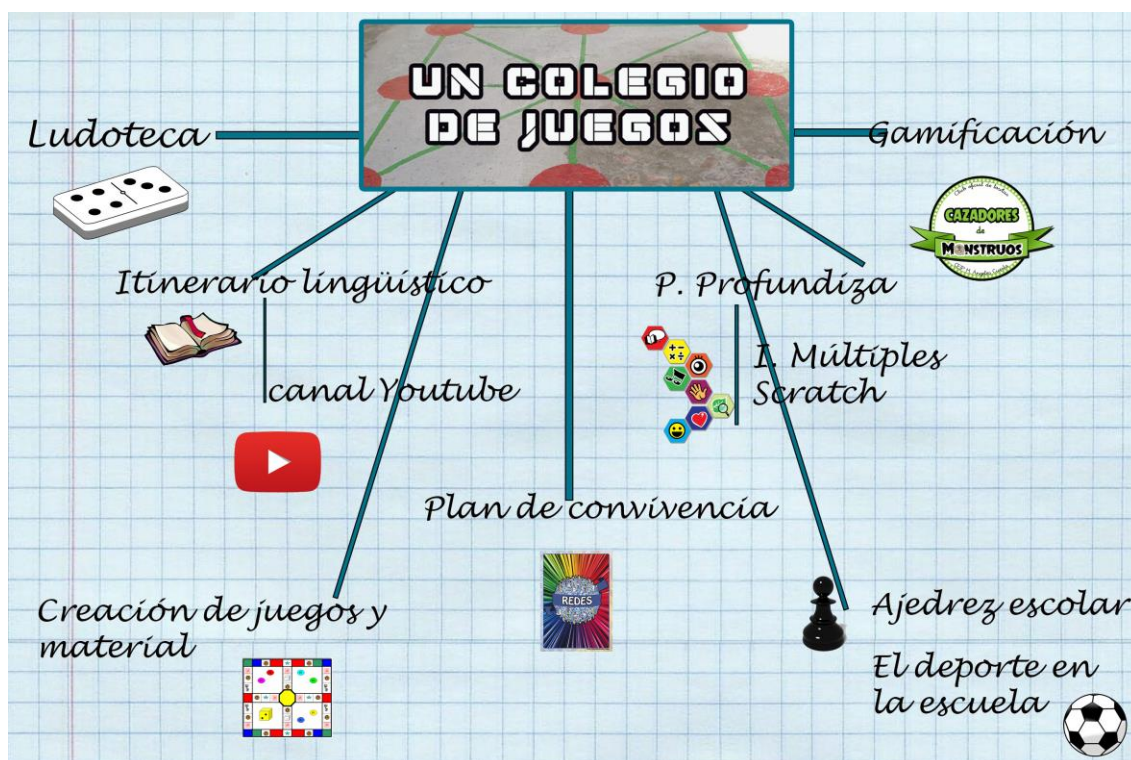 UN COLEGIO
DE JUEGOS
Ludoteca
Gamificación
CAZADORES
de
MONSTRUOS
Itinerario lingüístico
P. Profundiza
canal Youtube
I. Múltiples
Scratch
Plan de convivencia
REDES
Creación de juegos y
material
Ajedrez escolar
El deporte en
la escuela